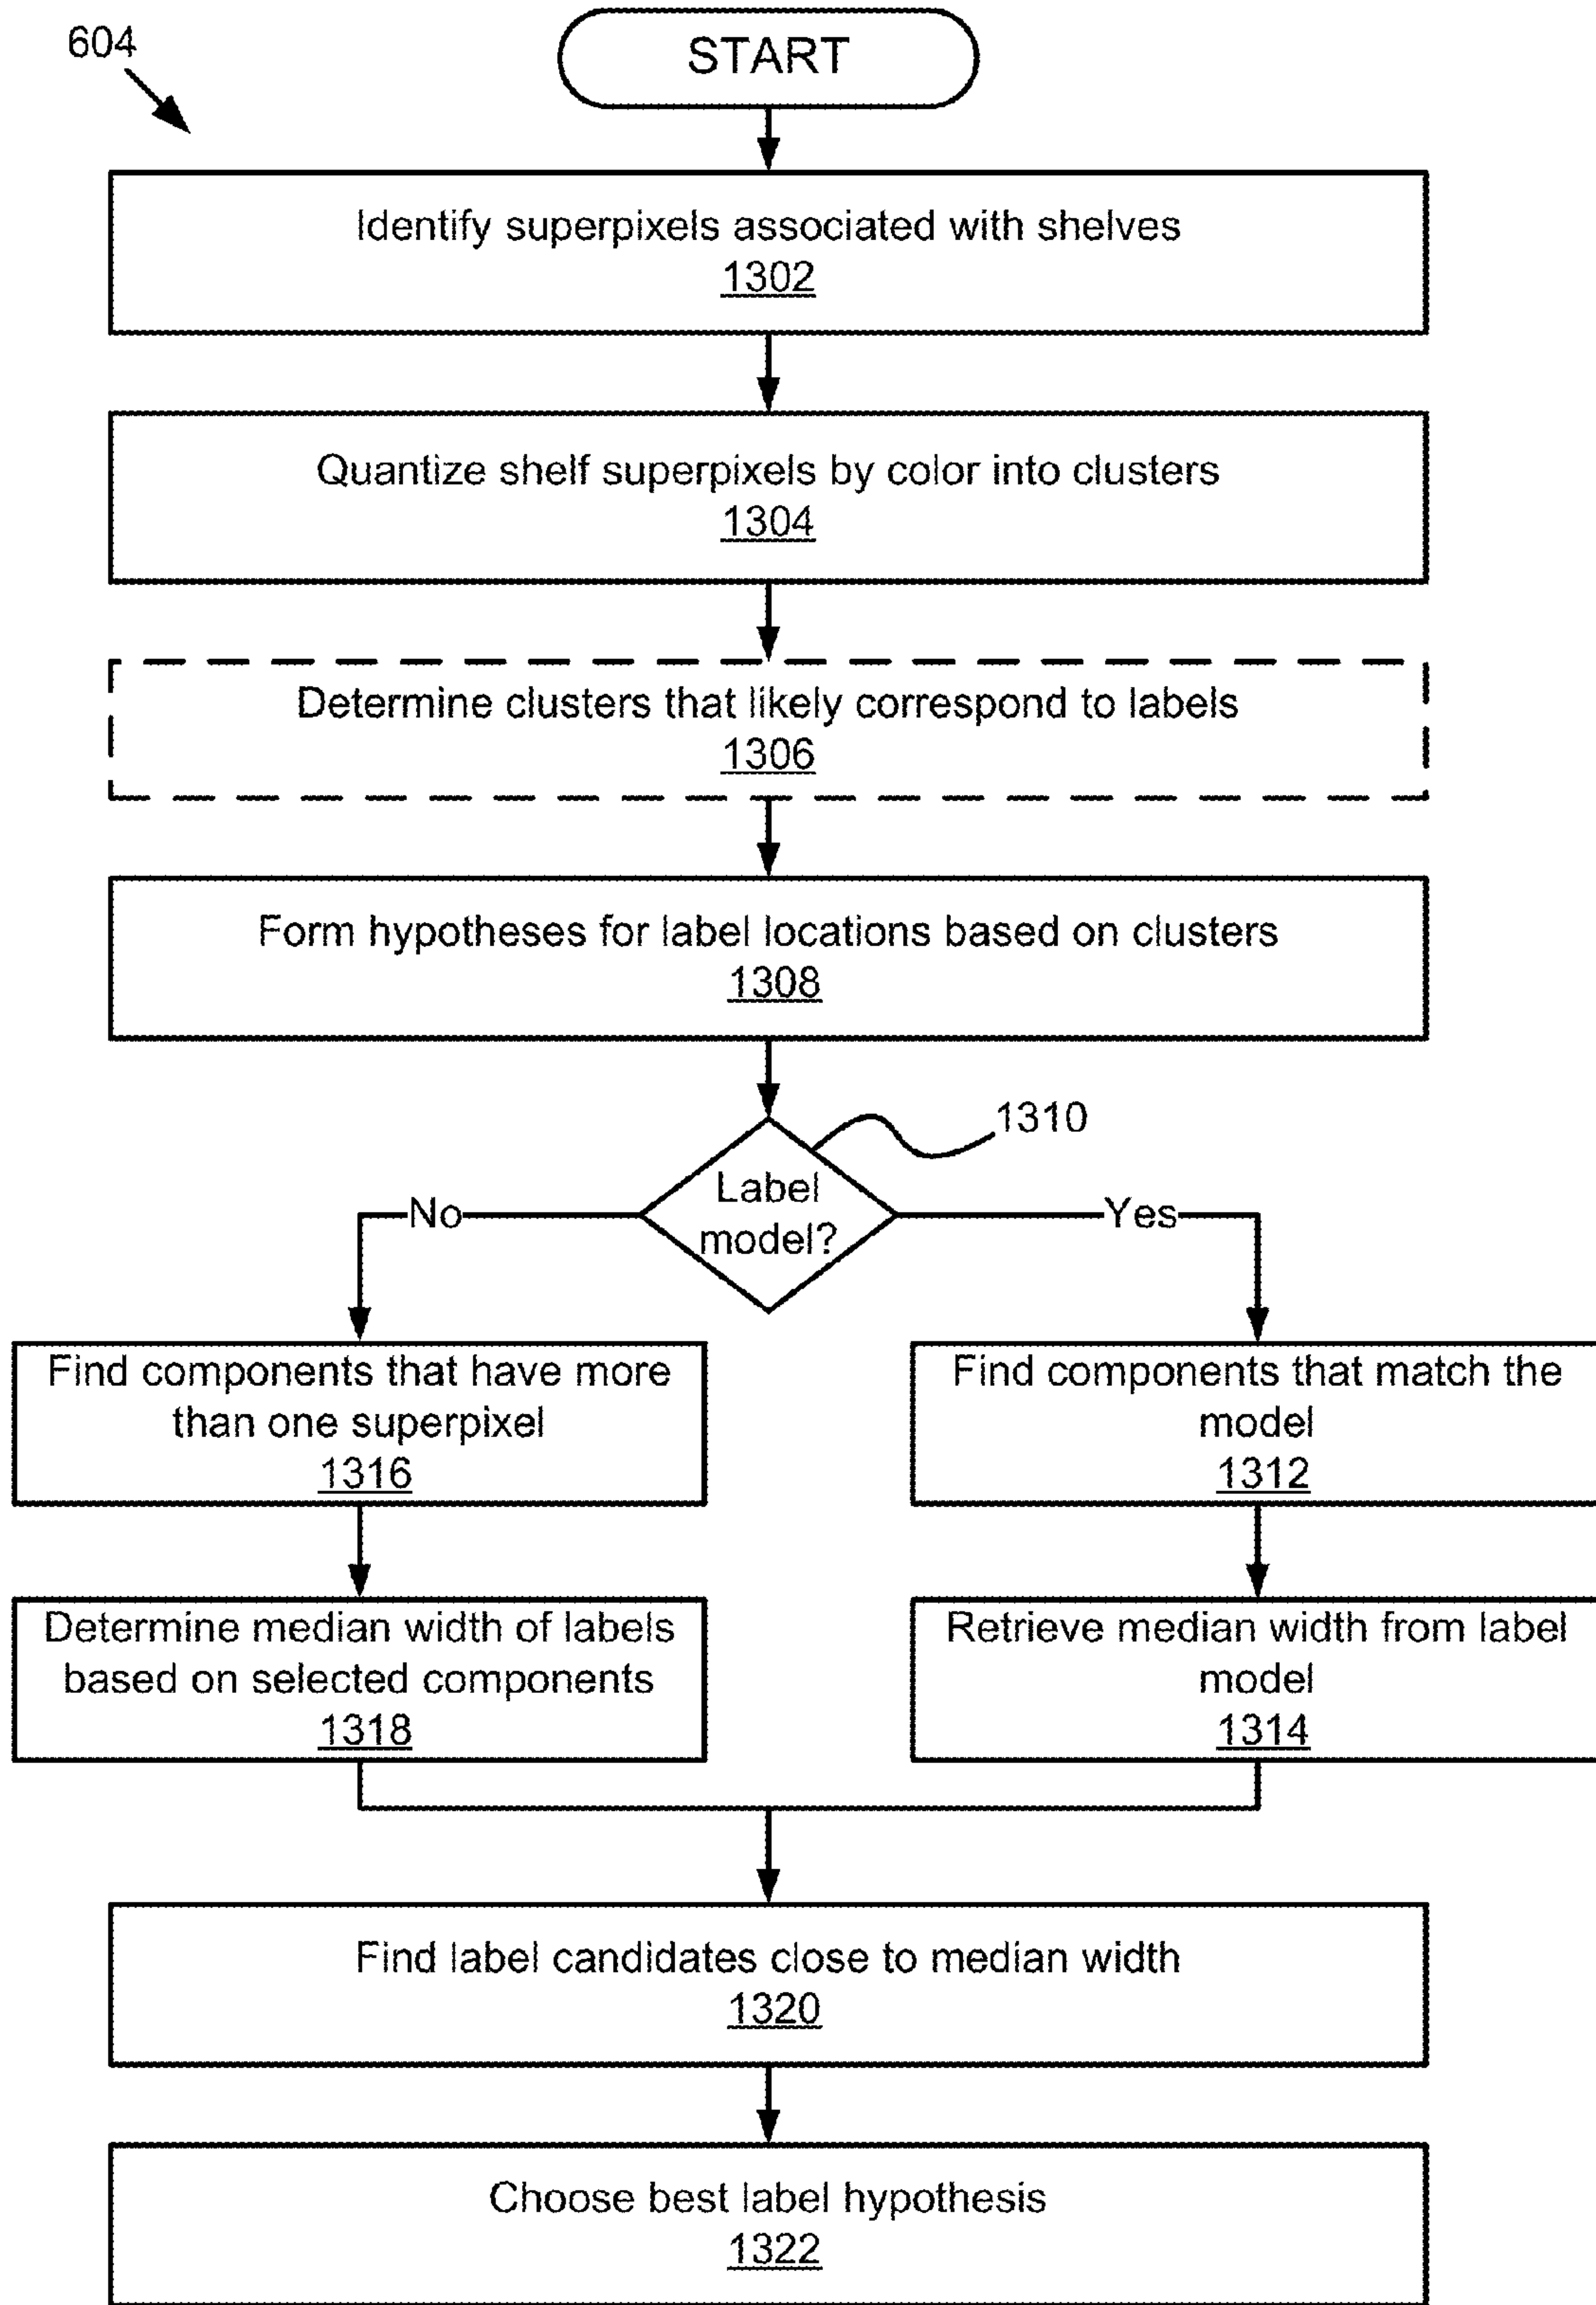 604
START
Identify superpixels associated with shelves
1302
Quantize shelf superpixels by color into clusters
1304
Determine clusters that likely correspond to labels
1306
Form hypotheses for label locations based on clusters
1308
1310
Label
model?
No
Yes
Find components that have more
than one superpixel
1316
Find components that match the
model
1312
Determine median width of labels
based on selected components
1318
Retrieve median width from label
model
1314
Find label candidates close to median width
1320
Choose best label hypothesis
1322